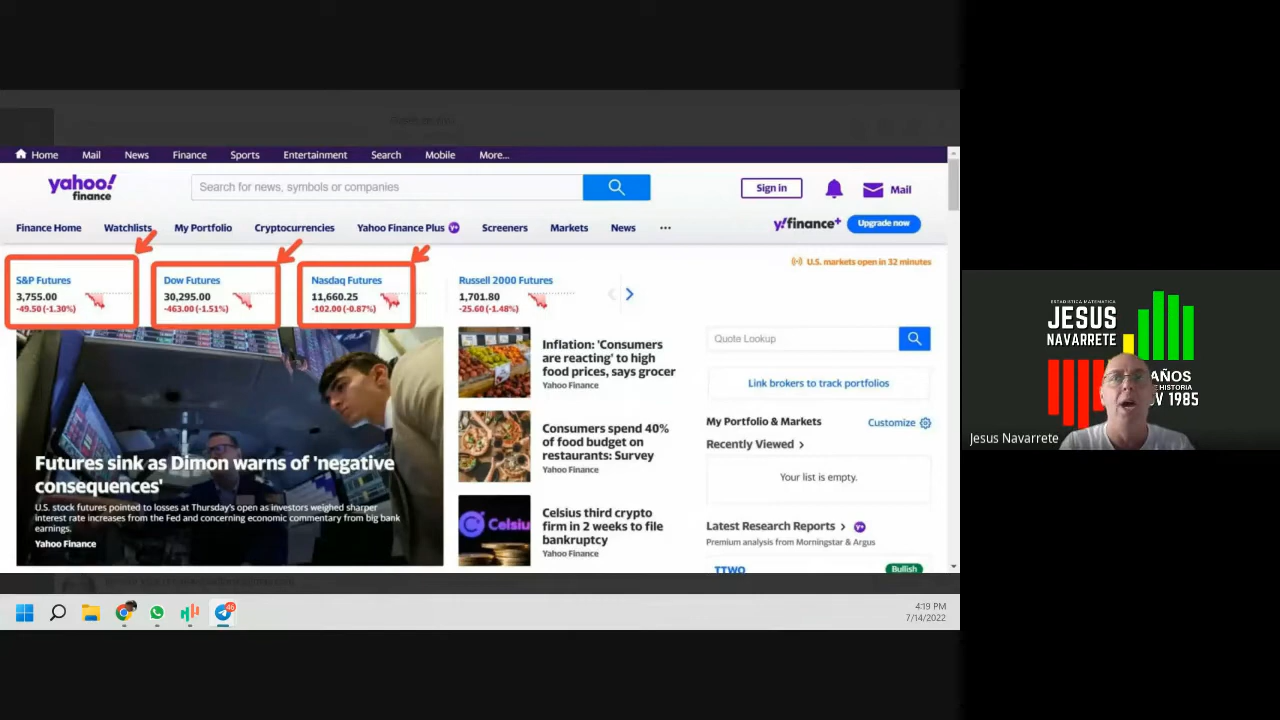 Home Mail News Finance Sports Entertainment Search Mobile More...
yahoo!
finance
Search for news, symbols or companies
Sign in
Mail
Finance Home Watchlists My Portfolio Cryptocurrencies Yahoo Finance Plus Y+ Screeners Markets News ...
y!finance+ Upgrade now
U.S. markets open in 32 minutes
S&P Futures
3,755.00
-49.50 (-1.30%)
Dow Futures
30,295.00
-463.00 (-1.51%)
Nasdaq Futures
11,660.25
-102.00 (-0.87%)
Russell 2000 Futures
1,701.80
-25.60 (-1.48%)
Futures sink as Dimon warns of 'negative
consequences'
U.S. stock futures pointed to losses at Thursday's open as investors weighed sharper
interest rate increases from the Fed and concerning economic commentary from big bank
earnings.
Yahoo Finance
Inflation: 'Consumers
are reacting' to high
food prices, says grocer
Yahoo Finance
Consumers spend 40%
of food budget on
restaurants: Survey
Yahoo Finance
Celsius
Celsius third crypto
firm in 2 weeks to file
bankruptcy
Yahoo Finance
Quote Lookup
Link brokers to track portfolios
My Portfolio & Markets Customize
Recently Viewed >
Your list is empty.
Latest Research Reports > Y+
Premium analysis from Morningstar & Argus
TTWO Bullish
46
4:19 PM
7/14/2022
ESTADISTICA MATEMATICA
JESUS
NAVARRETE
AÑOS
E HISTORIA
V 1985
Jesus Navarrete